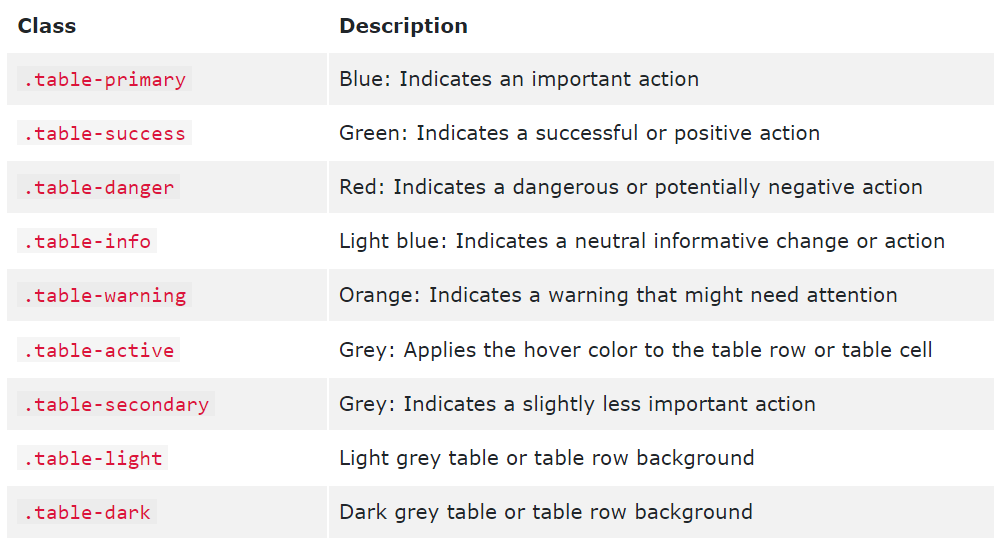 Class Description
.table-primary Blue: Indicates an important action
.table-success Green: Indicates a successful or positive action
.table-danger Red: Indicates a dangerous or potentially negative action
.table-info Light blue: Indicates a neutral informative change or action
.table-warning Orange: Indicates a warning that might need attention
.table-active Grey: Applies the hover color to the table row or table cell
.table-secondary Grey: Indicates a slightly less important action
.table-light Light grey table or table row background
.table-dark Dark grey table or table row background